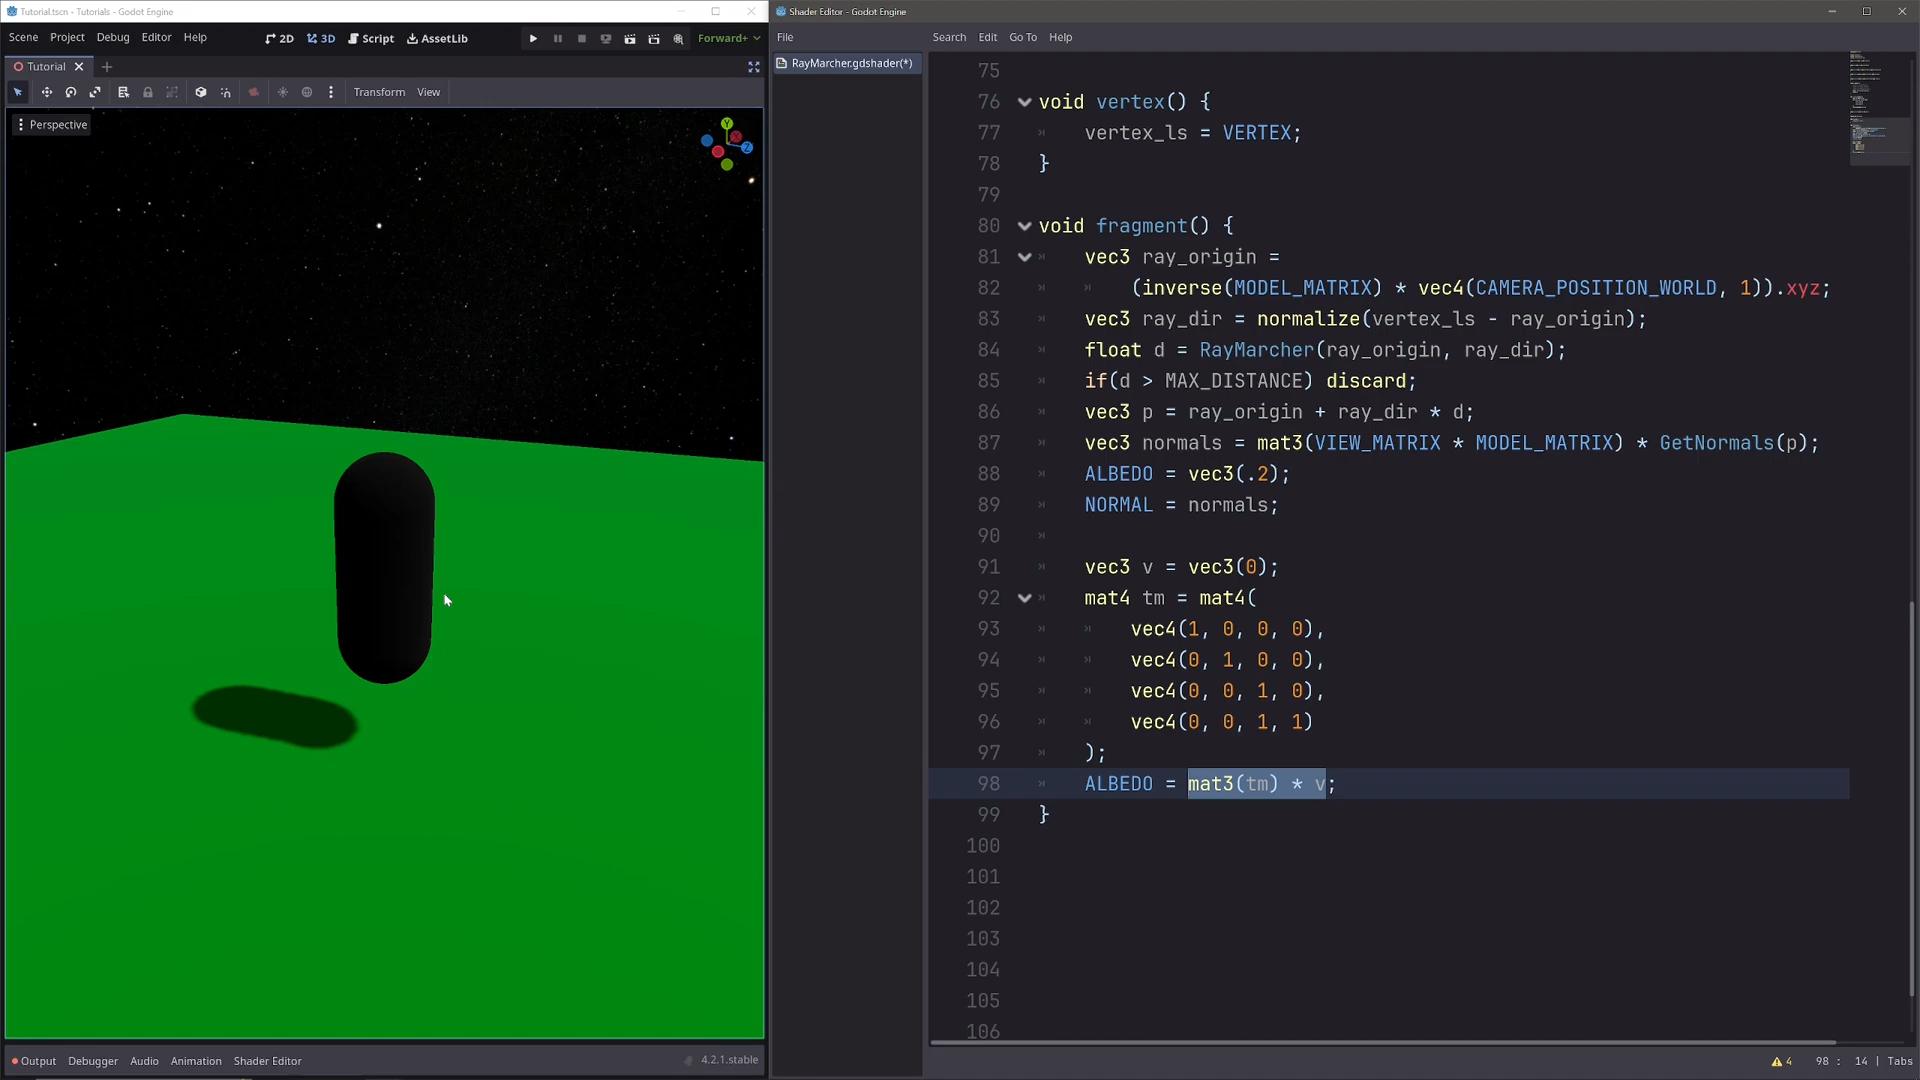 Tutorial.tscn - Tutorials - Godot Engine
Scene Project Debug Editor Help
2D 3D Script AssetLib
Forward+
Tutorial
Transform View
Perspective
Y
X
Z
Output Debugger Audio Animation Shader Editor
4.2.1.stable
Shader Editor - Godot Engine
File
Search Edit Go To Help
RayMarcher.gdshader(*)
75
76 void vertex() {
77 vertex_ls = VERTEX;
78 }
79
80 void fragment() {
81 vec3 ray_origin =
82 (inverse(MODEL_MATRIX) * vec4(CAMERA_POSITION_WORLD, 1)).xyz;
83 vec3 ray_dir = normalize(vertex_ls - ray_origin);
84 float d = RayMarcher(ray_origin, ray_dir);
85 if(d > MAX_DISTANCE) discard;
86 vec3 p = ray_origin + ray_dir * d;
87 vec3 normals = mat3(VIEW_MATRIX * MODEL_MATRIX) * GetNormals(p);
88 ALBEDO = vec3(.2);
89 NORMAL = normals;
90
91 vec3 v = vec3(0);
92 mat4 tm = mat4(
93 vec4(1, 0, 0, 0),
94 vec4(0, 1, 0, 0),
95 vec4(0, 0, 1, 0),
96 vec4(0, 0, 1, 1)
97 );
98 ALBEDO = mat3(tm) * v;
99 }
100
101
102
103
104
105
106
4 98 : 14 | Tabs